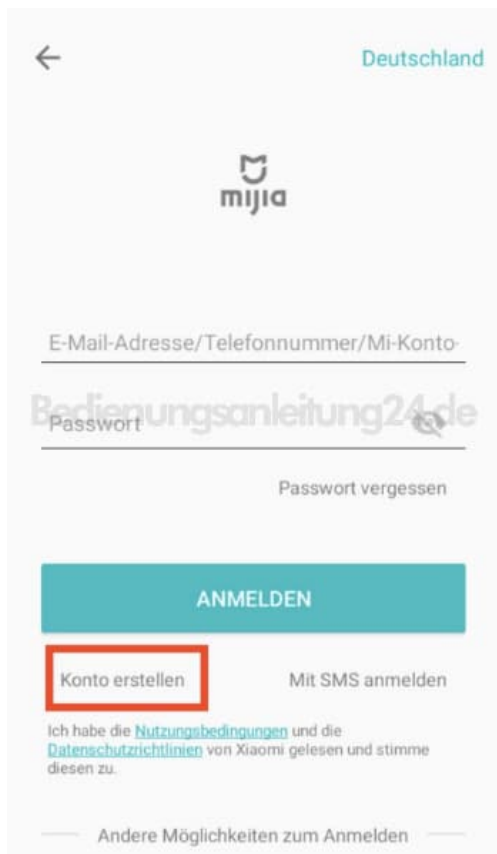 Deutschland
mijia
E-Mail-Adresse/Telefonnummer/Mi-Konto-
Bedienungsanleitung24.de
Passwort
Passwort vergessen
ANMELDEN
Konto erstellen
Mit SMS anmelden
Ich habe die Nutzungsbedingungen und die
Datenschutzrichtlinien von Xiaomi gelesen und stimme
diesen zu.
Andere Möglichkeiten zum Anmelden